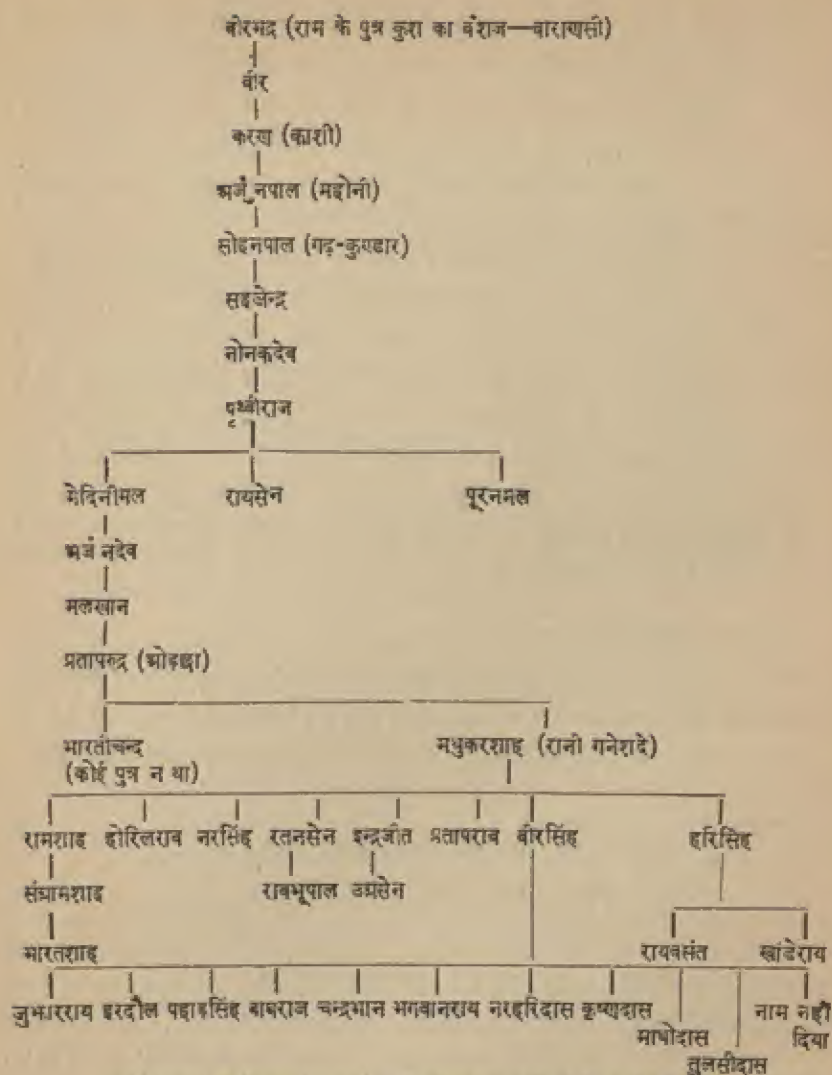 बीरभद्र (राम के पुत्र कुश का वंशज—वाराणसी)
वीर
करण (काशी)
अर्जुनपाल (महोनी)
सोहनपाल (गढ़-कुण्डार)
सहजेन्द्र
नोनकदेव
पृथ्वीराज
मेदिनीमल रायसेन पूरनमल
अर्जुनदेव
मलखान
प्रतापरुद्र (ओड़छा)
भारतीचन्द मधुकरशाह (रानी गनेशदे)
(कोई पुत्र न था)
रामशाह होरिलराव नरसिंह रतनसेन इन्द्रजीत प्रतापराव बीरसिंह हरिसिंह
संग्रामशाह रावभूपाल उग्रसेन
भारतशाह रायबसंत खांडेराय
जुझारराय हरदौल पहाड़सिंह बाघराज चन्द्रभान भगवानराय नरहरिदास कृष्णदास नाम नहीं
माधोदास दिया
तुलसीदास